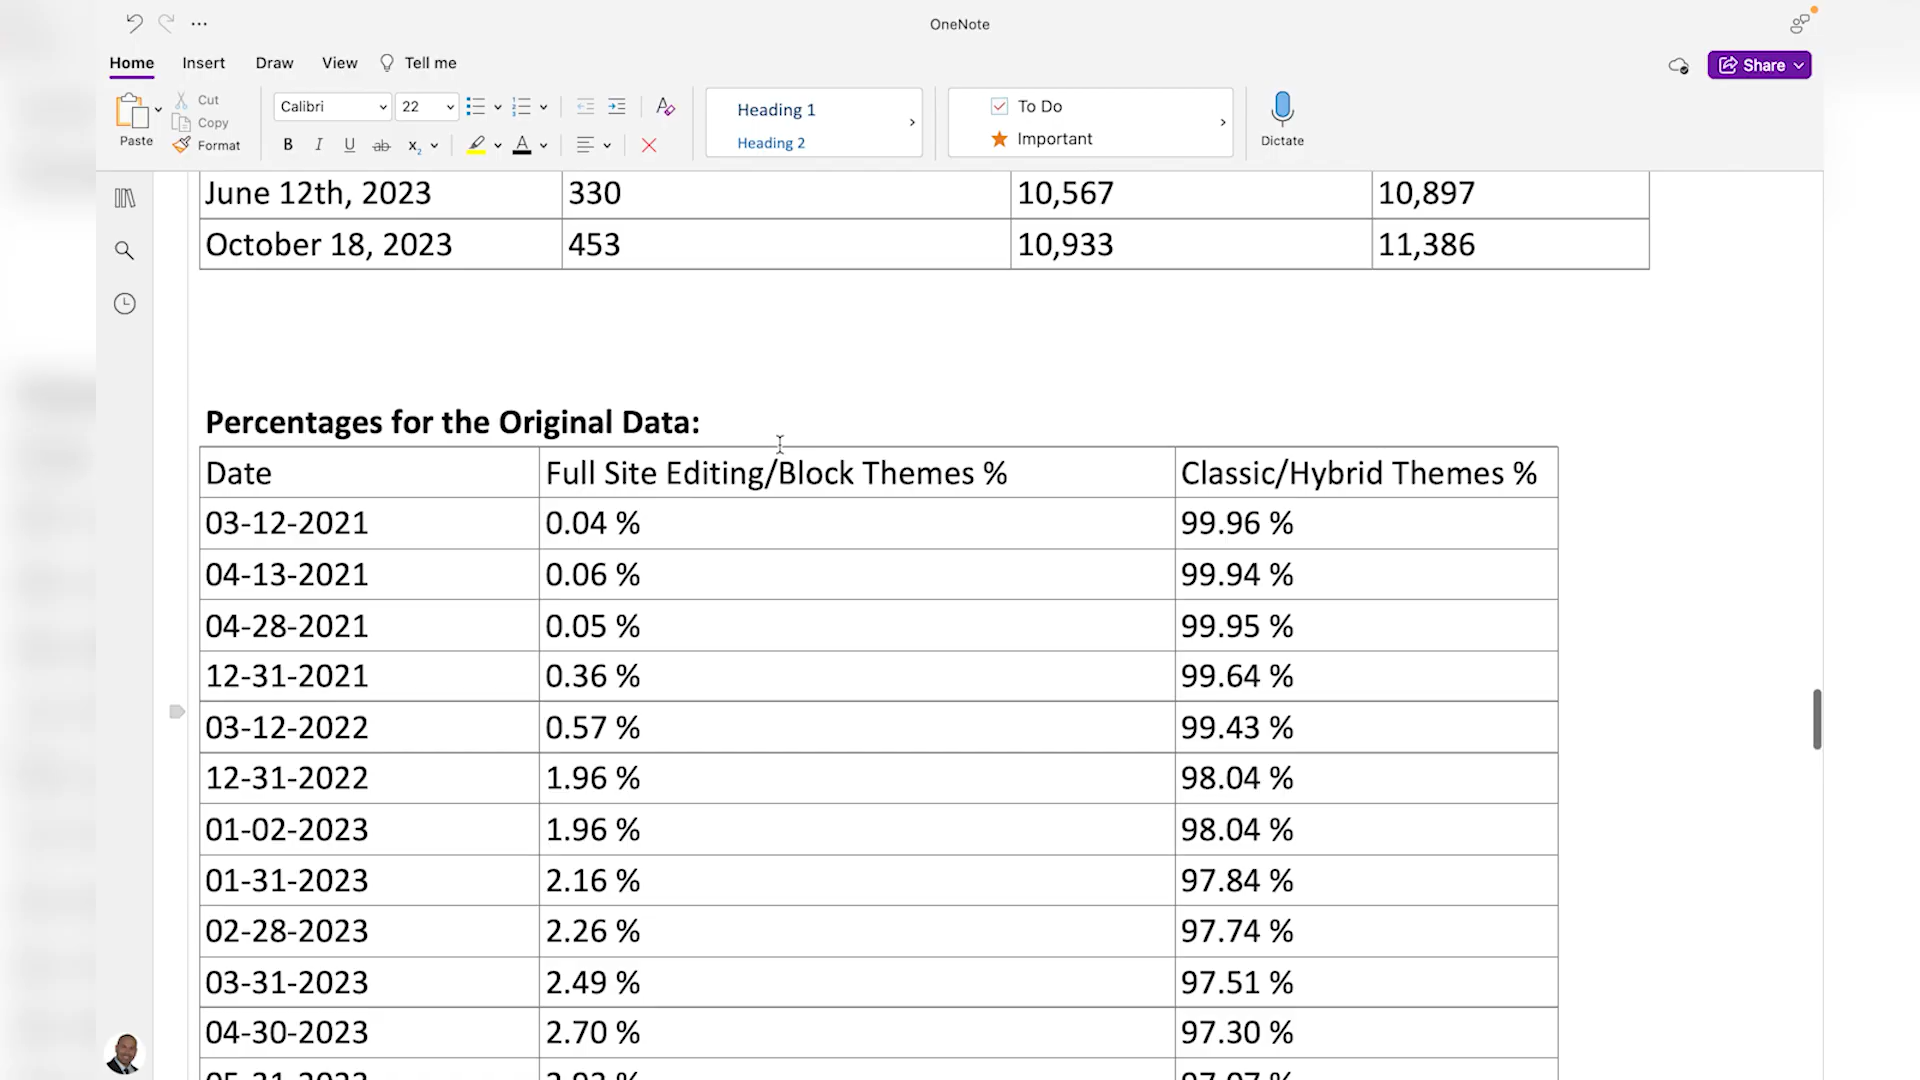 OneNote
Home Insert Draw View Tell me
Share
Paste
Cut
Copy
Format
Calibri 22
B I U ab x₂ A
Heading 1
Heading 2
To Do
Important
Dictate
June 12th, 2023 330 10,567 10,897
October 18, 2023 453 10,933 11,386
Percentages for the Original Data:
Date Full Site Editing/Block Themes % Classic/Hybrid Themes %
03-12-2021 0.04 % 99.96 %
04-13-2021 0.06 % 99.94 %
04-28-2021 0.05 % 99.95 %
12-31-2021 0.36 % 99.64 %
03-12-2022 0.57 % 99.43 %
12-31-2022 1.96 % 98.04 %
01-02-2023 1.96 % 98.04 %
01-31-2023 2.16 % 97.84 %
02-28-2023 2.26 % 97.74 %
03-31-2023 2.49 % 97.51 %
04-30-2023 2.70 % 97.30 %